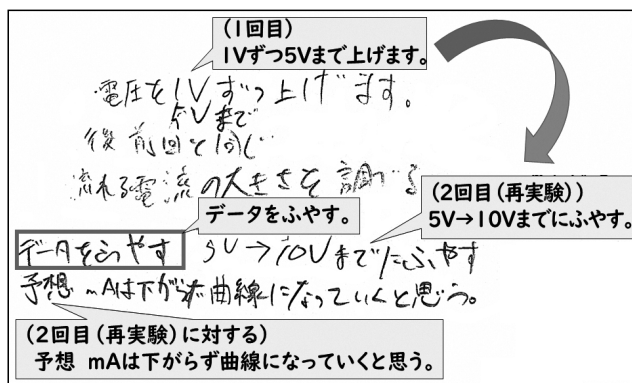 (1回目)
1Vずつ5Vまで上げます。
電圧を1Vずつ上げます。
5Vまで
後前回と同じ
流れる電流の大きさを調べる
データをふやす。
(2回目(再実験))
5V→10Vまでにふやす。
データをふやす 5V→10Vまでにふやす
予想 mAは下がらず曲線になっていくと思う。
(2回目(再実験)に対する)
予想 mAは下がらず曲線になっていくと思う。